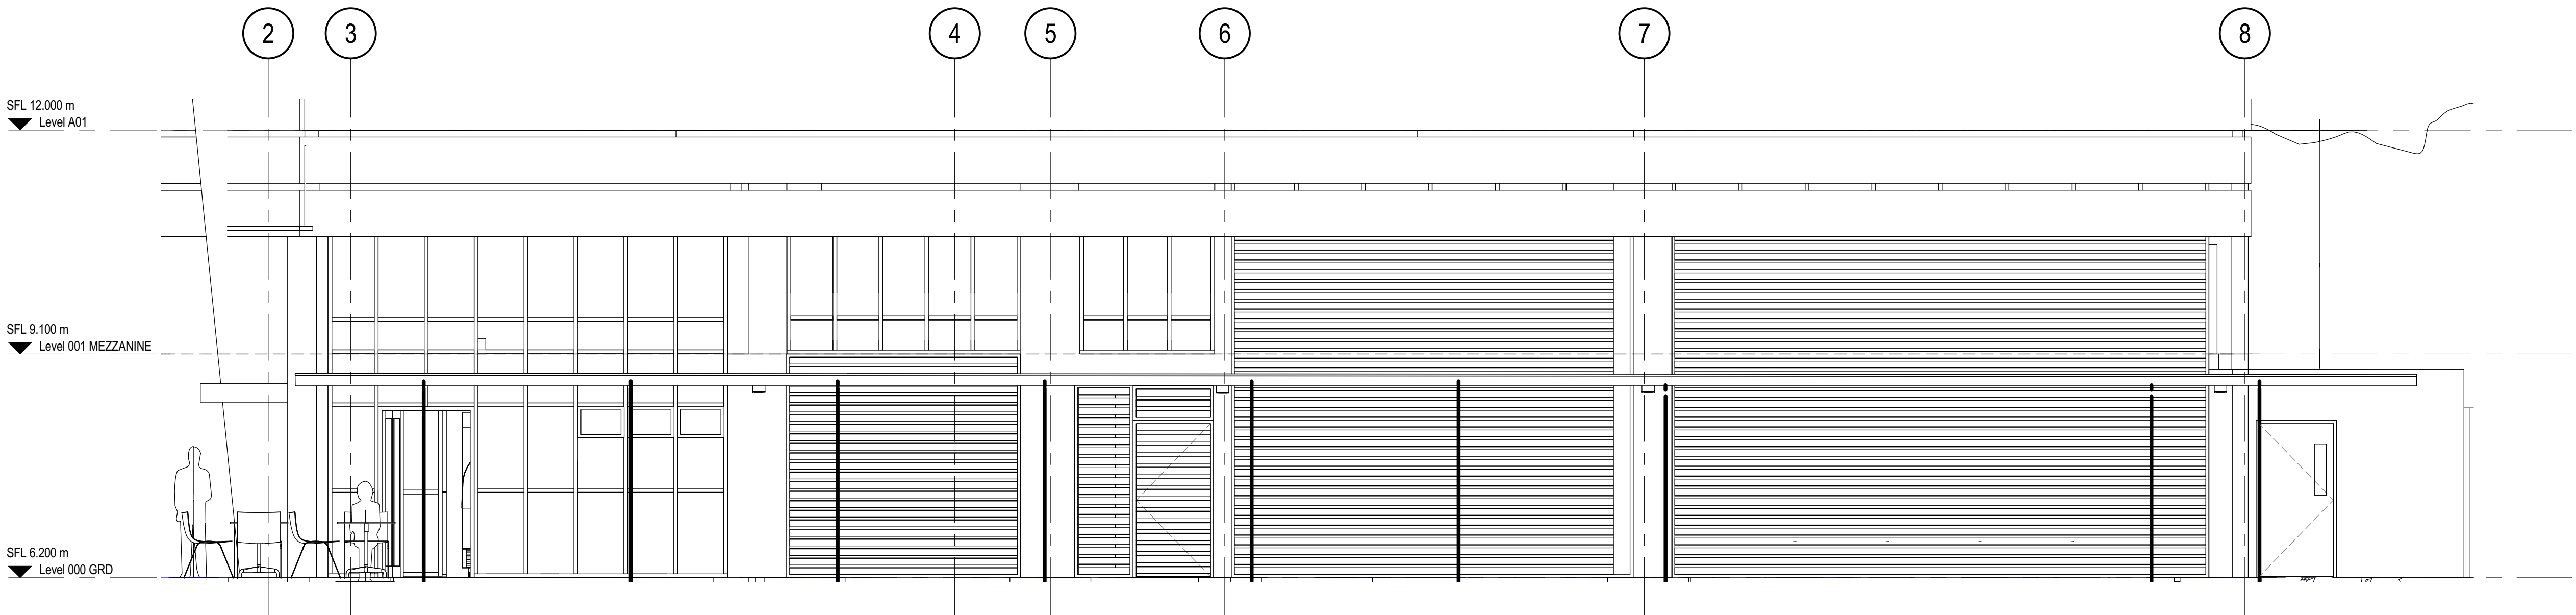 2 3 4 5 6 7 8
SFL 12.000 m
Level A01
SFL 9.100 m
Level 001 MEZZANINE
SFL 6.200 m
Level 000 GRD